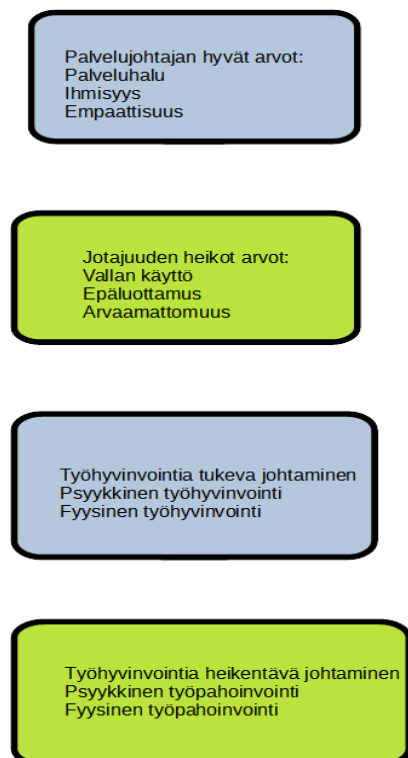 Palvelujohtajan hyvät arvot:
Palveluhalu
Ihmisyys
Empaattisuus
Jotajuuden heikot arvot:
Vallan käyttö
Epäluottamus
Arvaamattomuus
Työhyvinvointia tukeva johtaminen
Psyykkinen työhyvinvointi
Fyysinen työhyvinvointi
Työhyvinvointia heikentävä johtaminen
Psyykkinen työpahoinvointi
Fyysinen työpahoinvointi